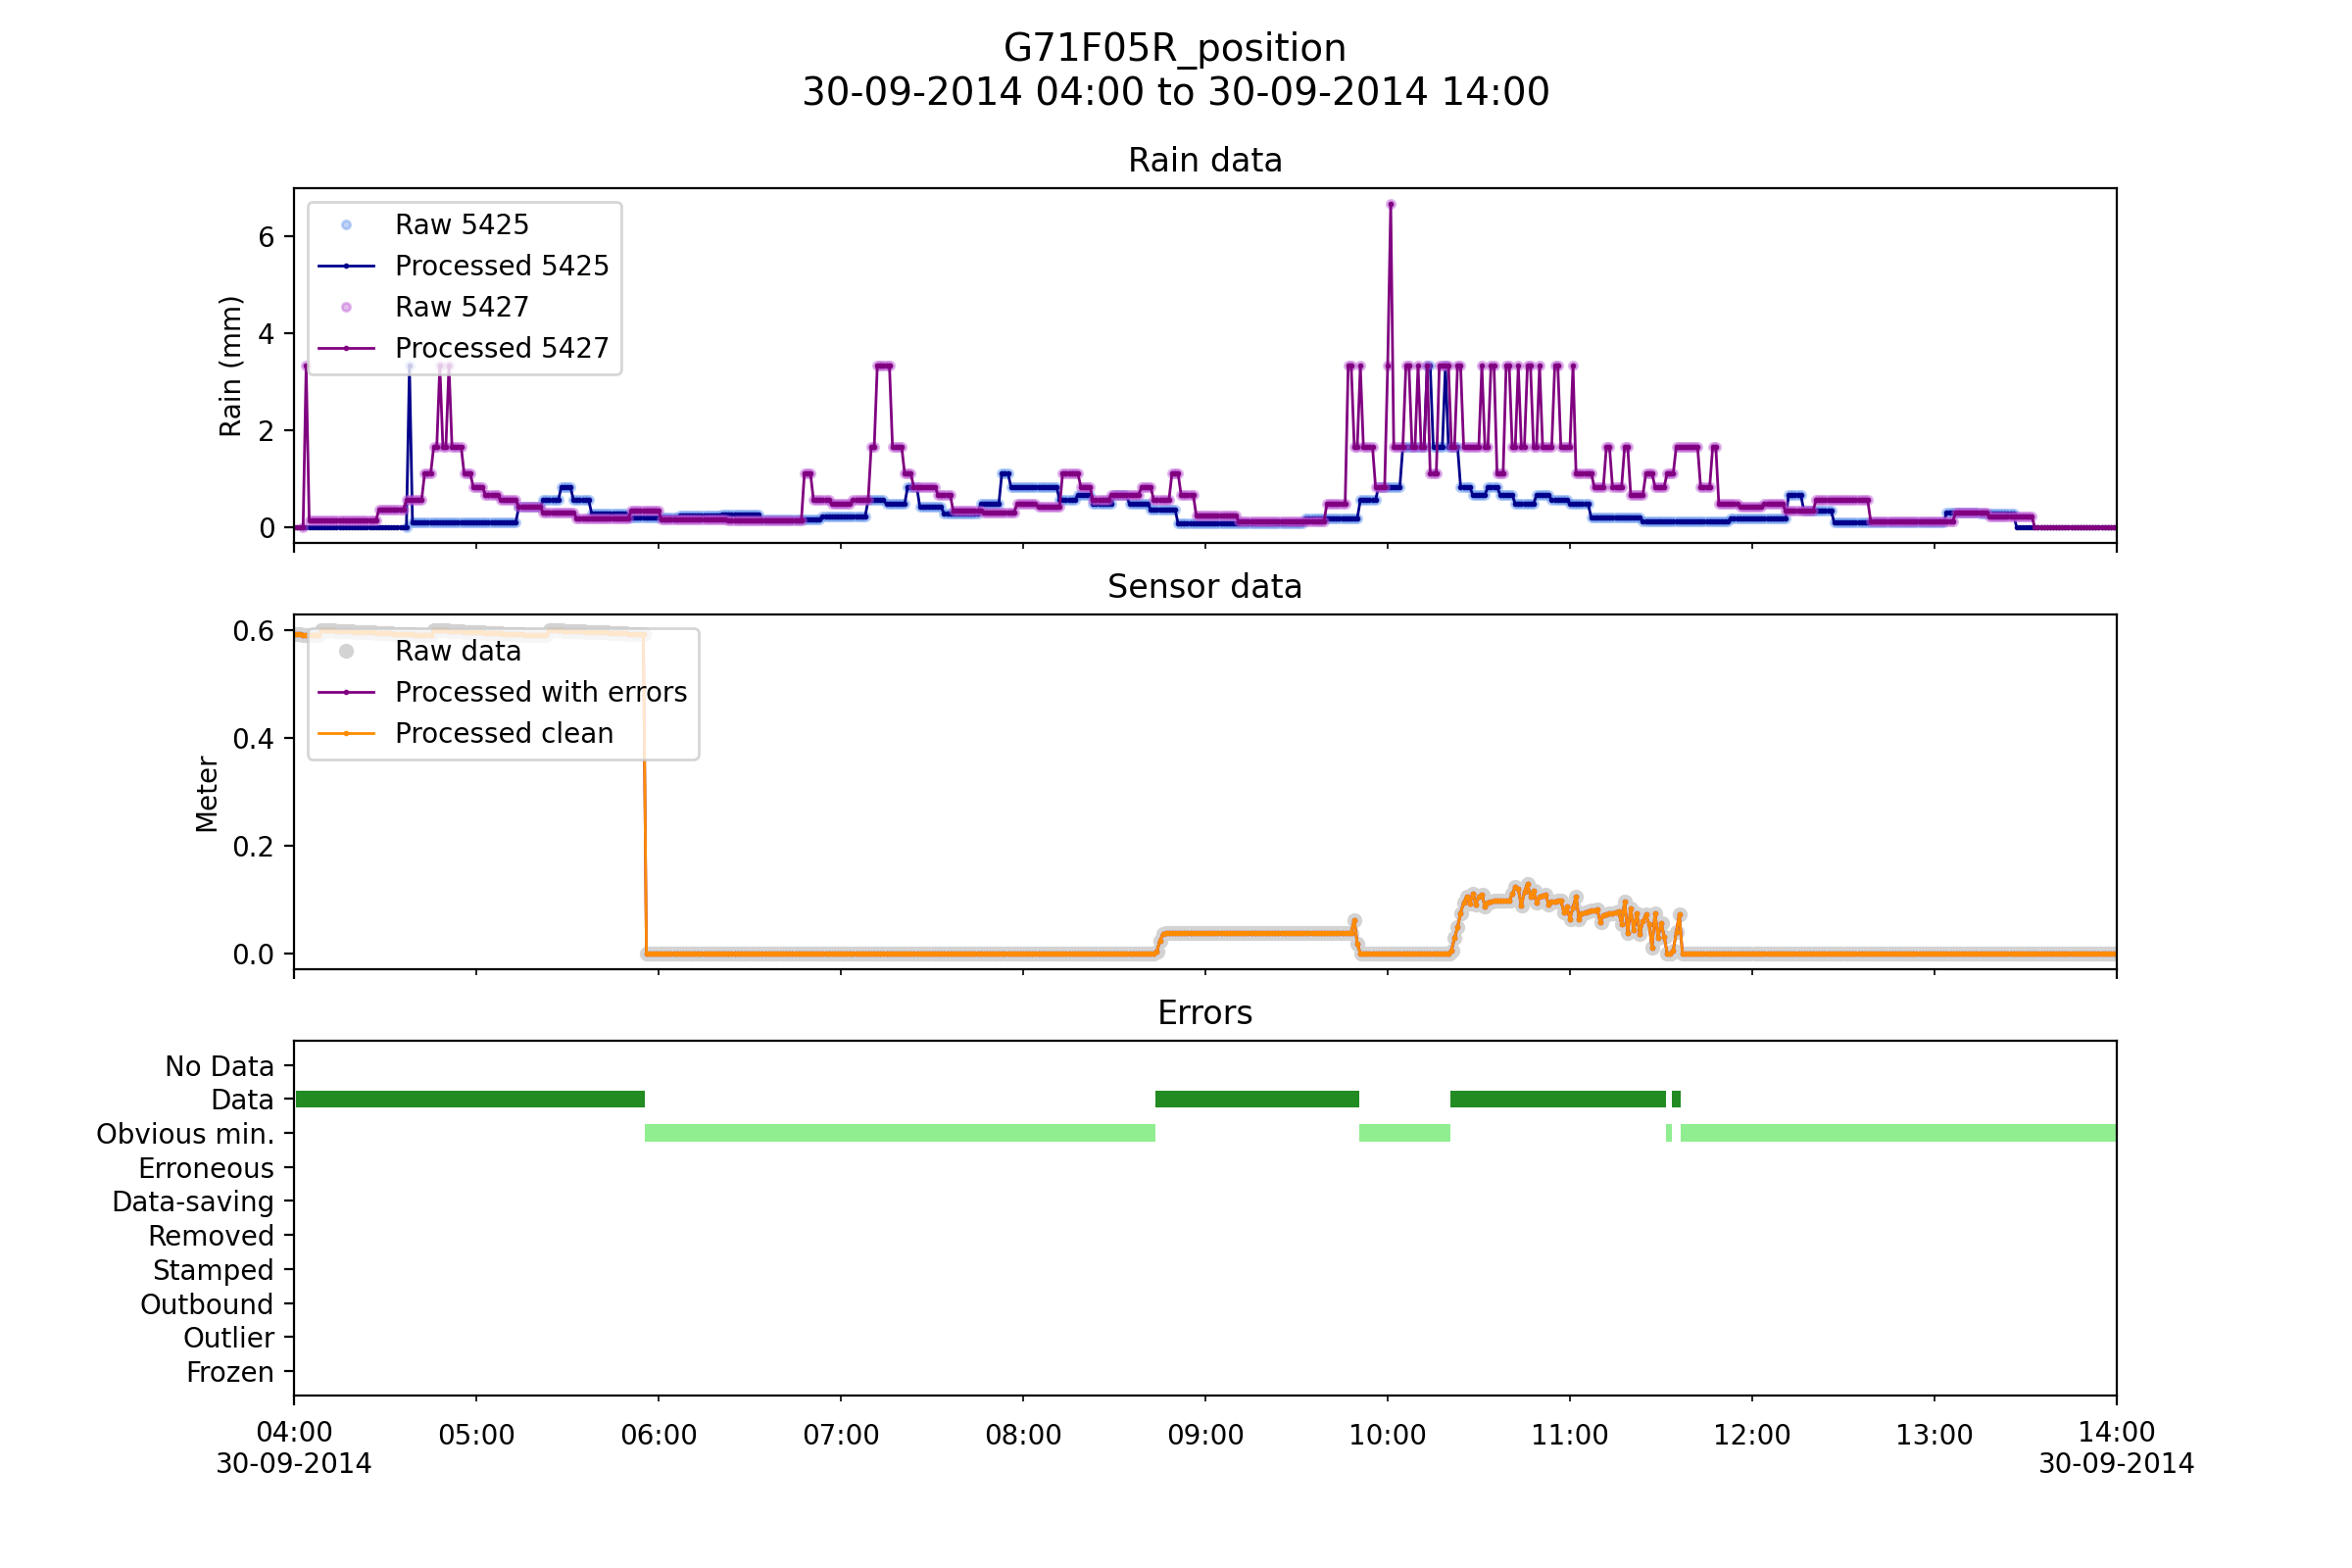 G71F05R_position
30-09-2014 04:00 to 30-09-2014 14:00
Rain data
Rain (mm)
6
4
2
0
Raw 5425
Processed 5425
Raw 5427
Processed 5427
Sensor data
Meter
0.6
0.4
0.2
0.0
Raw data
Processed with errors
Processed clean
Errors
No Data
Data
Obvious min.
Erroneous
Data-saving
Removed
Stamped
Outbound
Outlier
Frozen
04:00 05:00 06:00 07:00 08:00 09:00 10:00 11:00 12:00 13:00 14:00
30-09-2014 30-09-2014